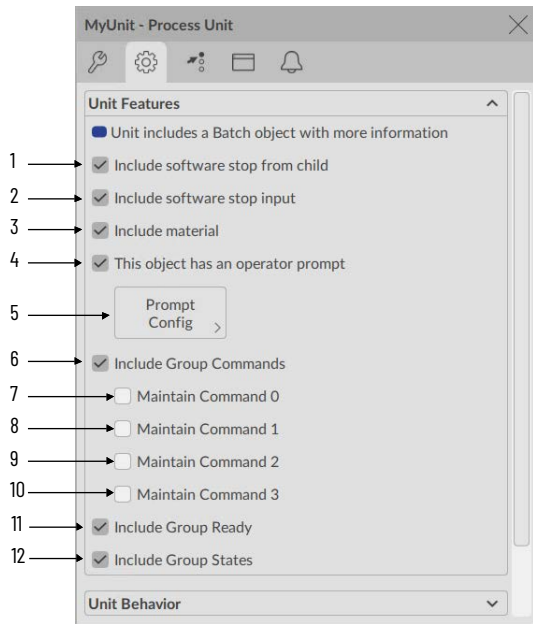 MyUnit - Process Unit
Unit Features
Unit includes a Batch object with more information
1 Include software stop from child
2 Include software stop input
3 Include material
4 This object has an operator prompt
5 Prompt
Config
6 Include Group Commands
7 Maintain Command 0
8 Maintain Command 1
9 Maintain Command 2
10 Maintain Command 3
11 Include Group Ready
12 Include Group States
Unit Behavior